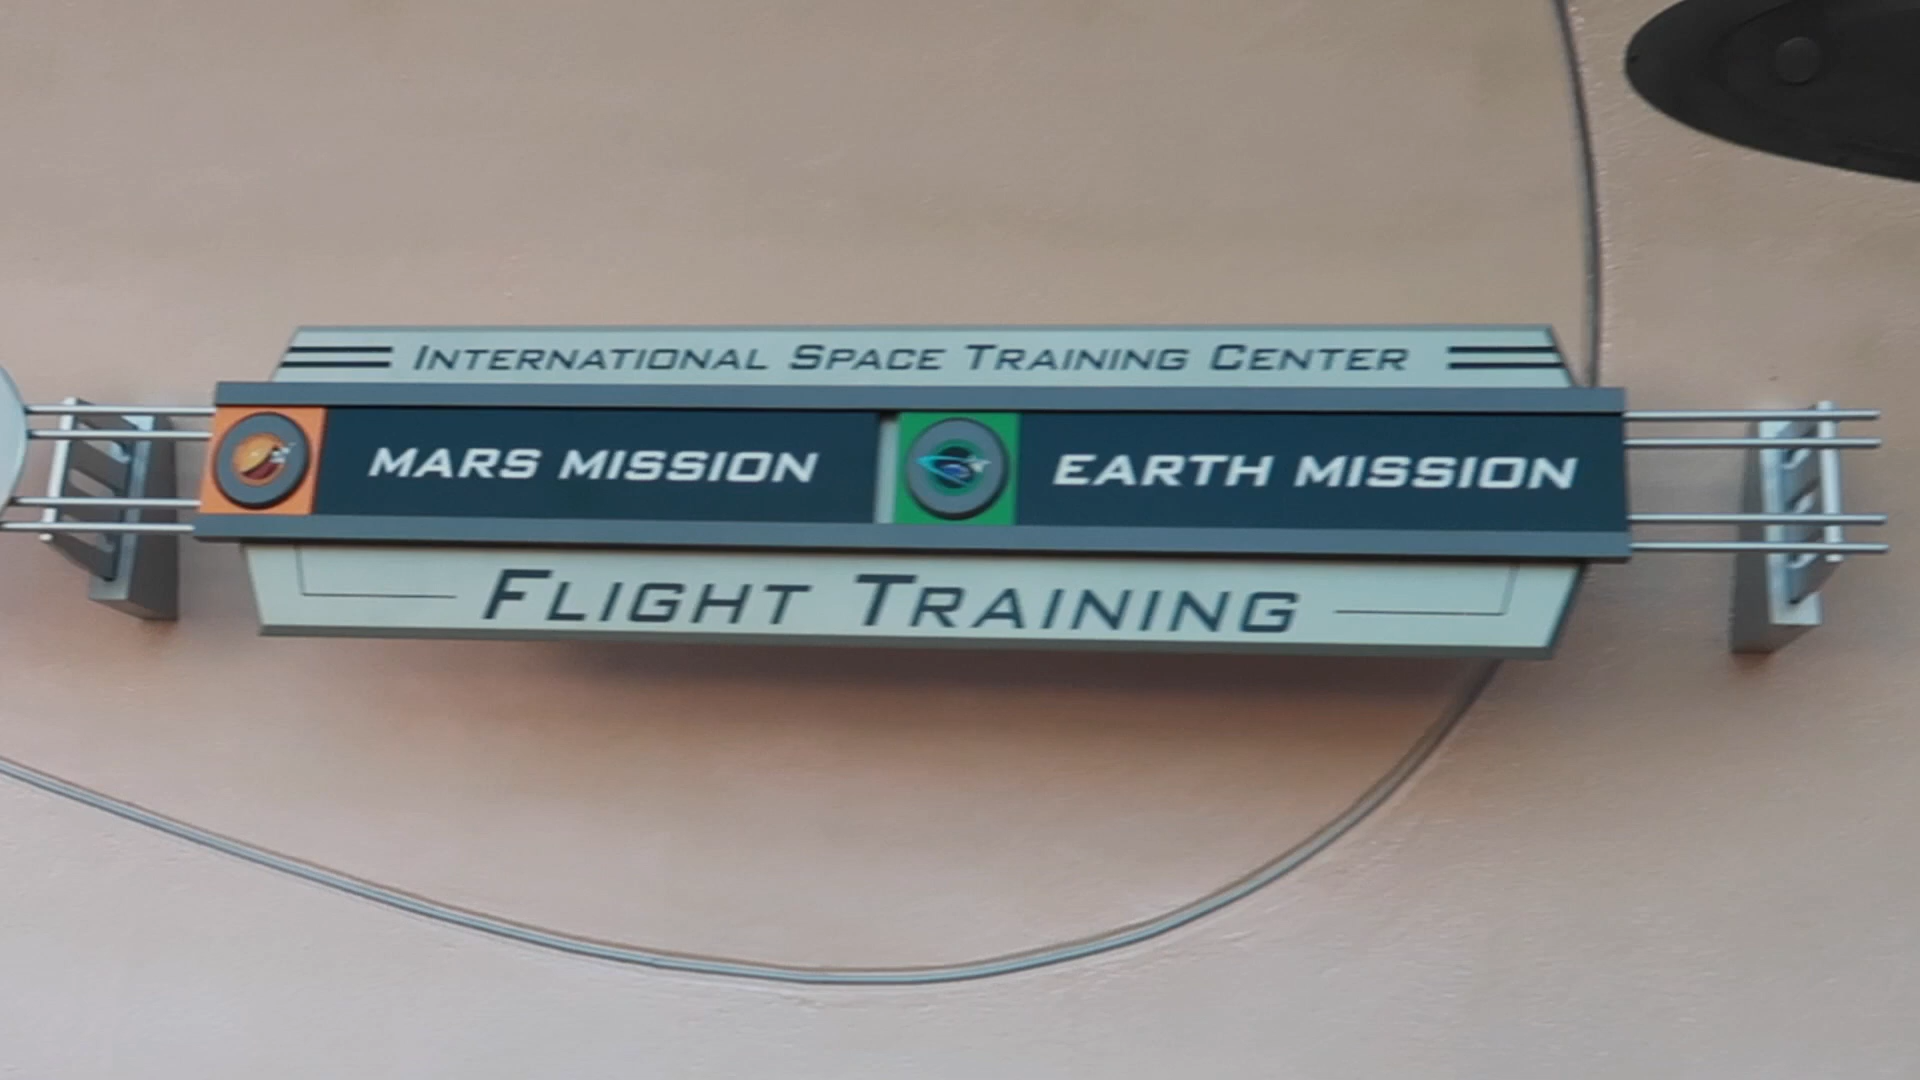 INTERNATIONAL SPACE TRAINING CENTER
MARS MISSION
EARTH MISSION
FLIGHT TRAINING